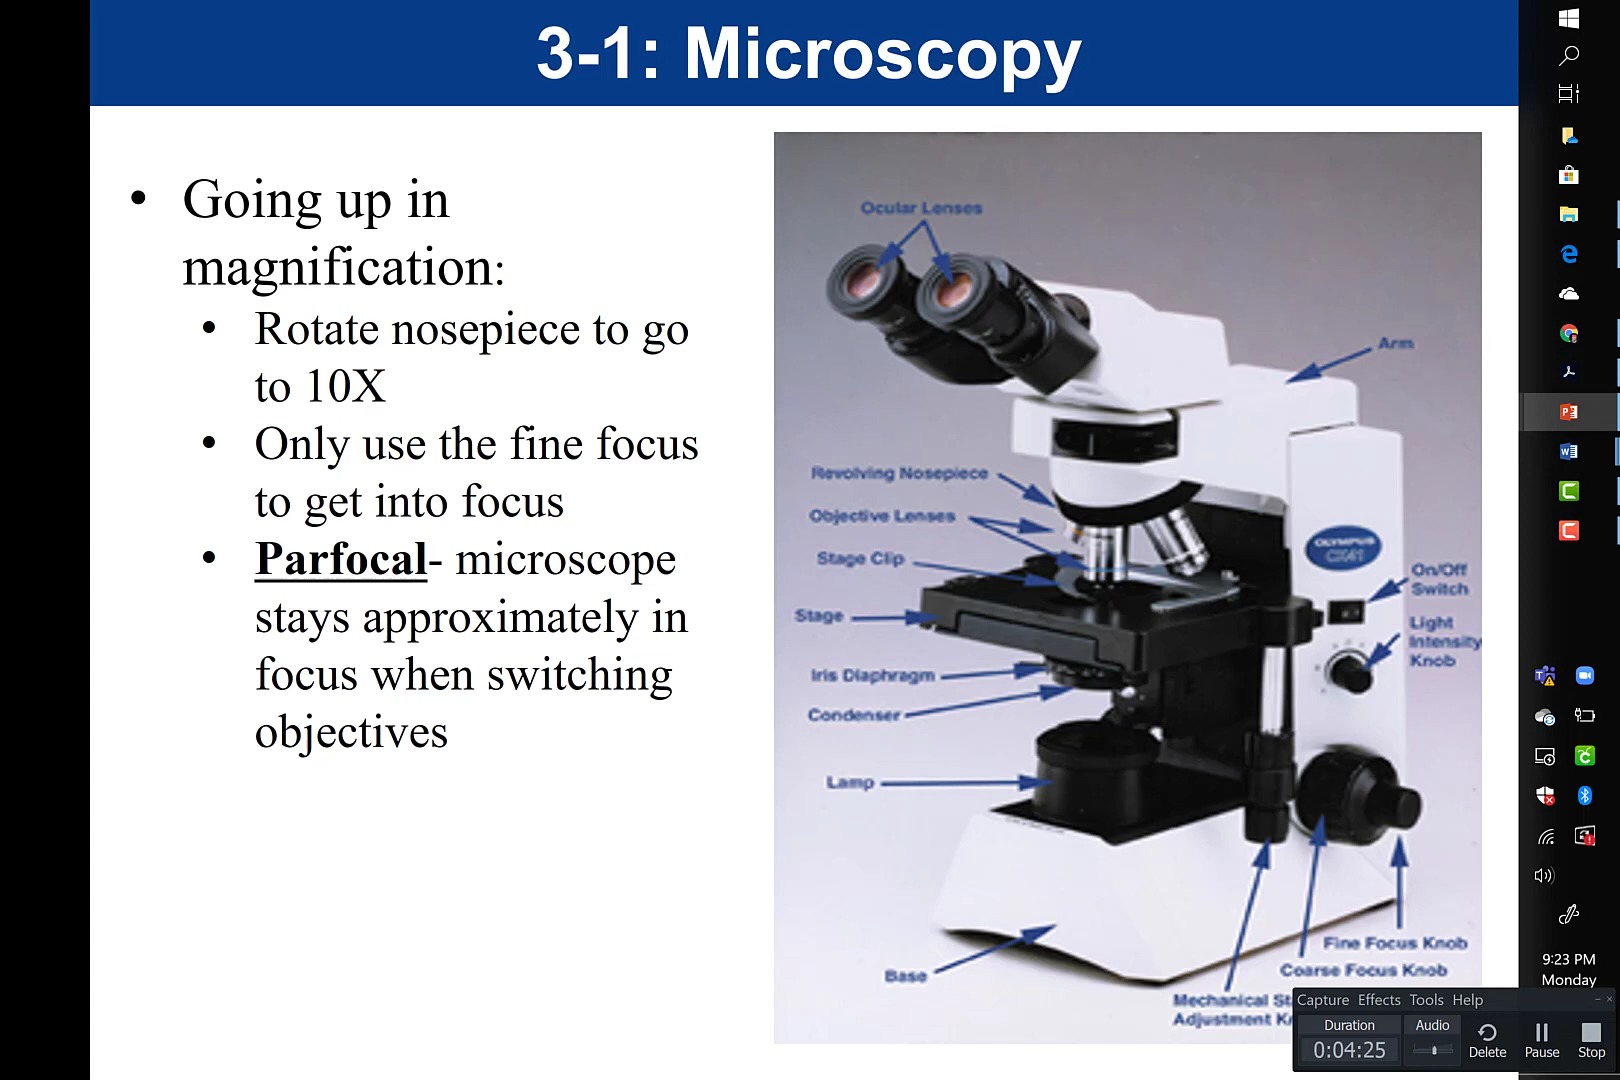 3-1: Microscopy
• Going up in
magnification:
• Rotate nosepiece to go
to 10X
• Only use the fine focus
to get into focus
• Parfocal- microscope
stays approximately in
focus when switching
objectives
Ocular Lenses
Arm
Revolving Nosepiece
Objective Lenses
Stage Clip
Stage
Iris Diaphragm
Condenser
Lamp
Base
OLYMPUS
CX41
On/Off
Switch
Light
Intensity
Knob
Fine Focus Knob
Coarse Focus Knob
Mechanical
Adjustment
9:23 PM
Monday
Capture Effects Tools Help
Duration
0:04:25
Audio
Delete
Pause
Stop